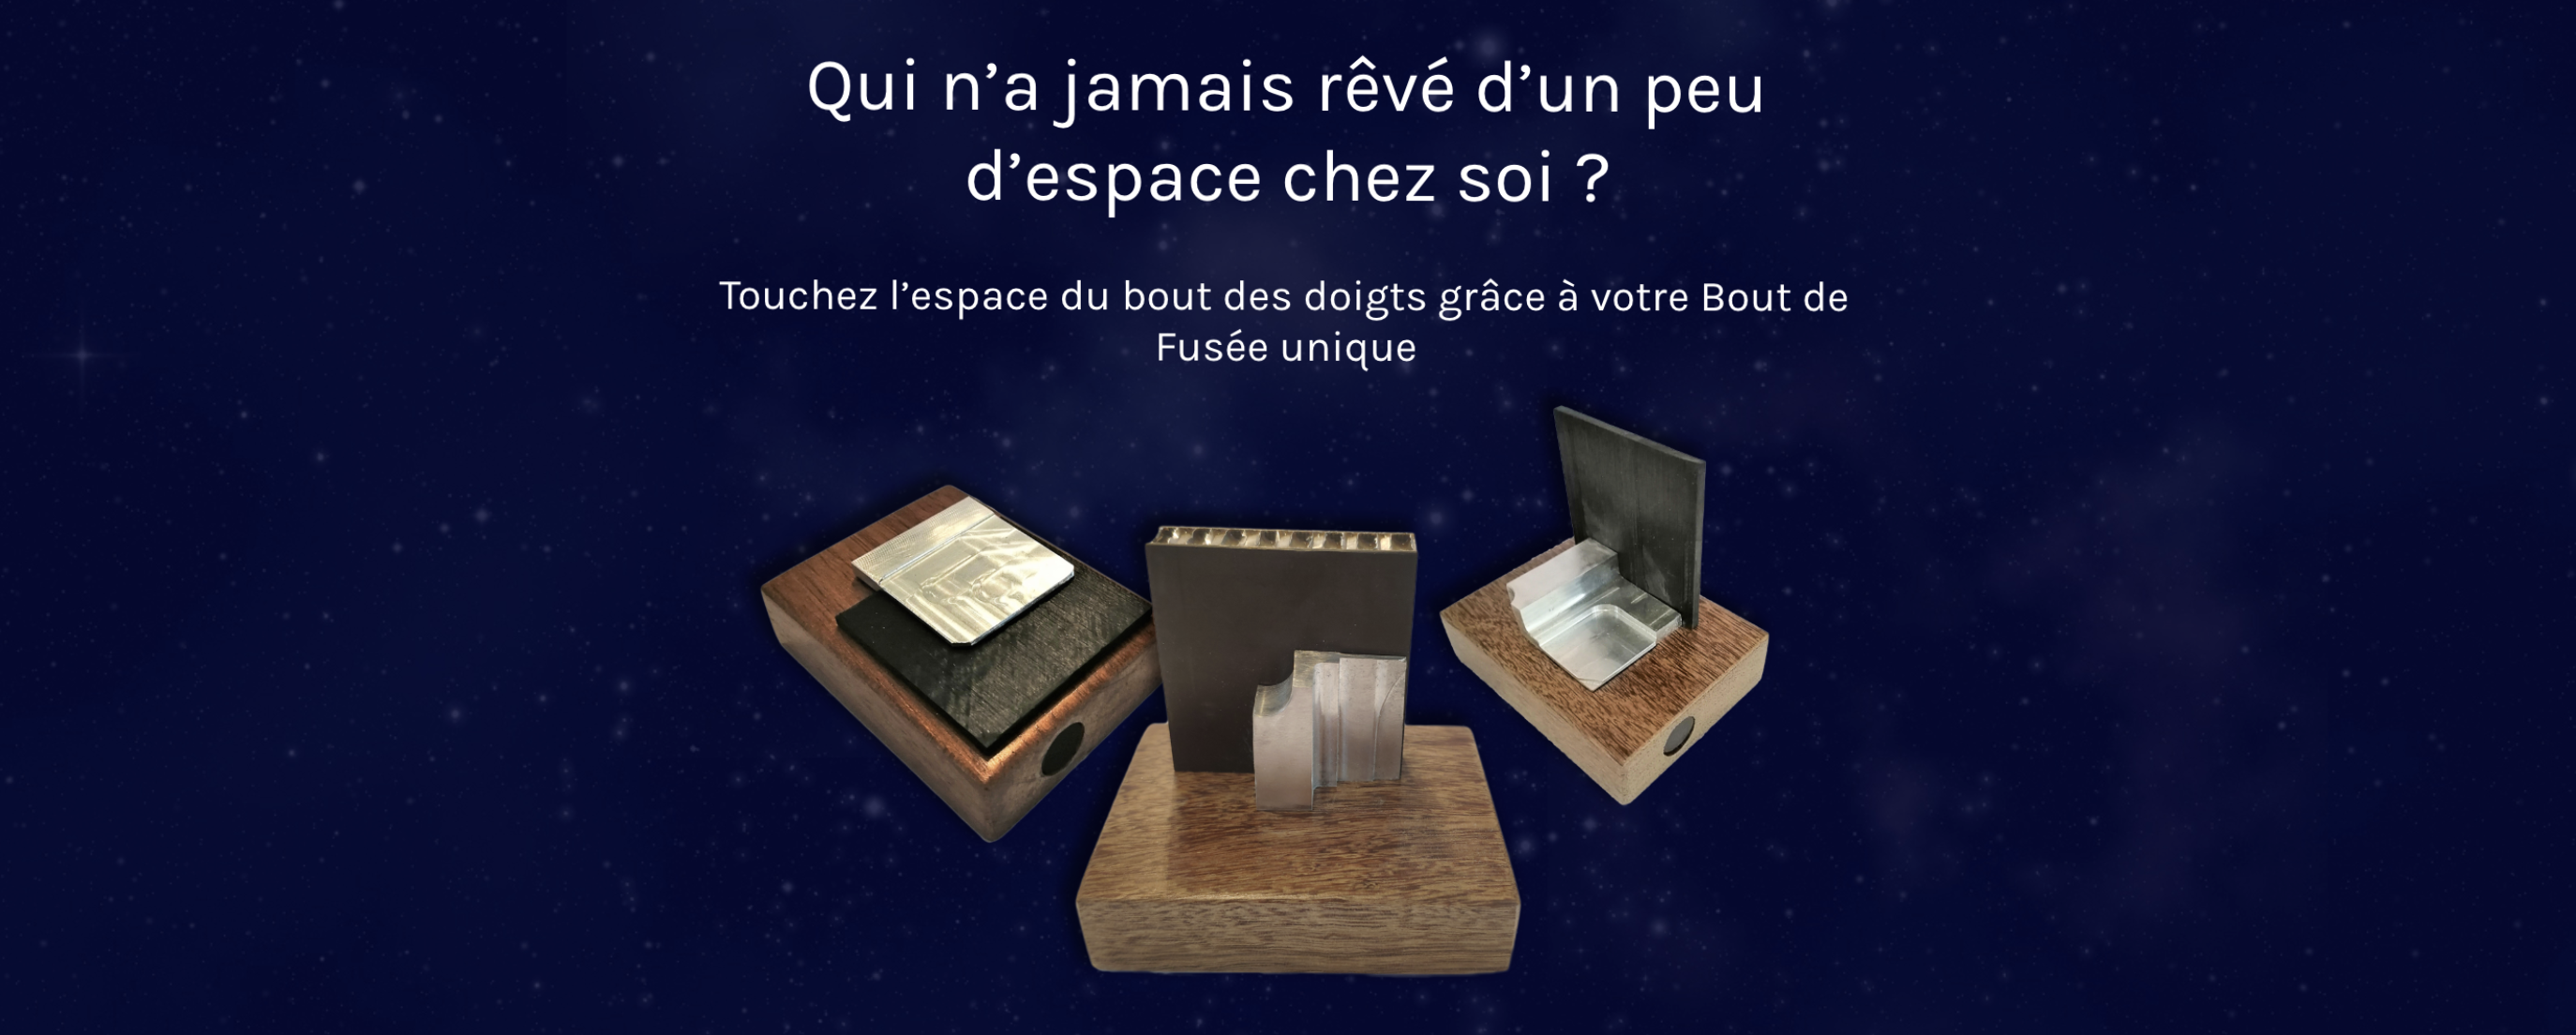 Qui n’a jamais rêvé d’un peu
d’espace chez soi ?
Touchez l’espace du bout des doigts grâce à votre Bout de
Fusée unique